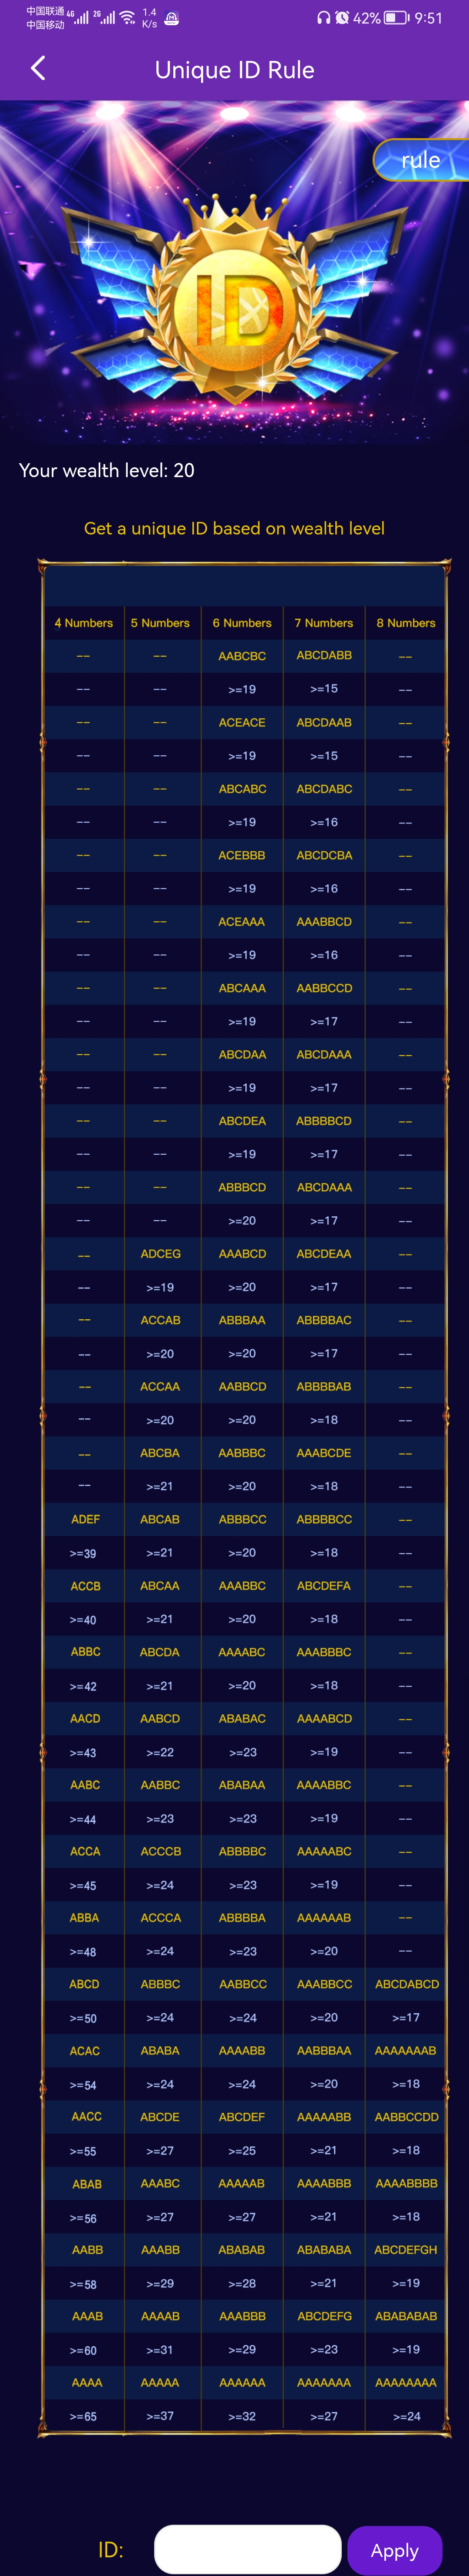 中国联通 4G 2G 1.4 42% 9:51
中国移动 K/s
Unique ID Rule
rule
ID
Your wealth level: 20
Get a unique ID based on wealth level
4 Numbers 5 Numbers 6 Numbers 7 Numbers 8 Numbers
-- -- AABCBC ABCDABB --
-- -- >=19 >=15 --
-- -- ACEACE ABCDAAB --
-- -- >=19 >=15 --
-- -- ABCABC ABCDABC --
-- -- >=19 >=16 --
-- -- ACEBBB ABCDCBA --
-- -- >=19 >=16 --
-- -- ACEAAA AAABBCD --
-- -- >=19 >=16 --
-- -- ABCAAA AABBCCD --
-- -- >=19 >=17 --
-- -- ABCDAA ABCDAAA --
-- -- >=19 >=17 --
-- -- ABCDEA ABBBBCD --
-- -- >=19 >=17 --
-- -- ABBBCD ABCDAAA --
-- -- >=20 >=17 --
-- ADCEG AAABCD ABCDEAA --
-- >=19 >=20 >=17 --
-- ACCAB ABBBAA ABBBBAC --
-- >=20 >=20 >=17 --
-- ACCAA AABBCD ABBBBAB --
-- >=20 >=20 >=18 --
-- ABCBA AABBBC AAABCDE --
-- >=21 >=20 >=18 --
ADEF ABCAB ABBBCC ABBBBCC --
>=39 >=21 >=20 >=18 --
ACCB ABCAA AAABBC ABCDEFA --
>=40 >=21 >=20 >=18 --
ABBC ABCDA AAAABC AAABBBC --
>=42 >=21 >=20 >=18 --
AACD AABCD ABABAC AAAABCD --
>=43 >=22 >=23 >=19 --
AABC AABBC ABABAA AAAABBC --
>=44 >=23 >=23 >=19 --
ACCA ACCCB ABBBBC AAAAABC --
>=45 >=24 >=23 >=19 --
ABBA ACCCA ABBBBA AAAAAAB --
>=48 >=24 >=23 >=20 --
ABCD ABBBC AABBCC AAABBCC ABCDABCD
>=50 >=24 >=24 >=20 >=17
ACAC ABABA AAAABB AABBBAA AAAAAAAB
>=54 >=24 >=24 >=20 >=18
AACC ABCDE ABCDEF AAAAABB AABBCCDD
>=55 >=27 >=25 >=21 >=18
ABAB AAABC AAAAAB AAAABBB AAAABBBB
>=56 >=27 >=27 >=21 >=18
AABB AAABB ABABAB ABABABA ABCDEFGH
>=58 >=29 >=28 >=21 >=19
AAAB AAAAB AAABBB ABCDEFG ABABABAB
>=60 >=31 >=29 >=23 >=19
AAAA AAAAA AAAAAA AAAAAAA AAAAAAAA
>=65 >=37 >=32 >=27 >=24
ID: Apply